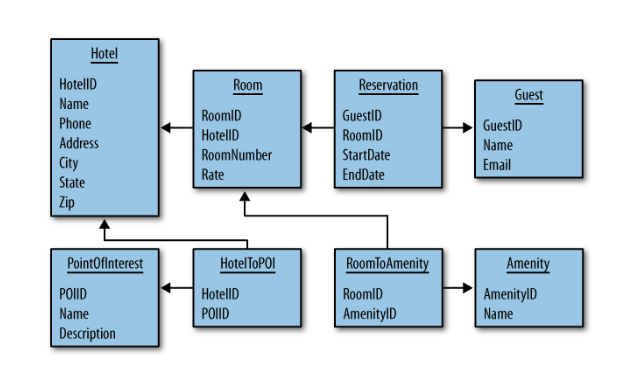 Hotel
HotelID
Name
Phone
Address
City
State
Zip
Room
RoomID
HotelID
RoomNumber
Rate
Reservation
GuestID
RoomID
StartDate
EndDate
Guest
GuestID
Name
Email
PointOfInterest
POIID
Name
Description
HotelToPOI
HotelID
POIID
RoomToAmenity
RoomID
AmenityID
Amenity
AmenityID
Name